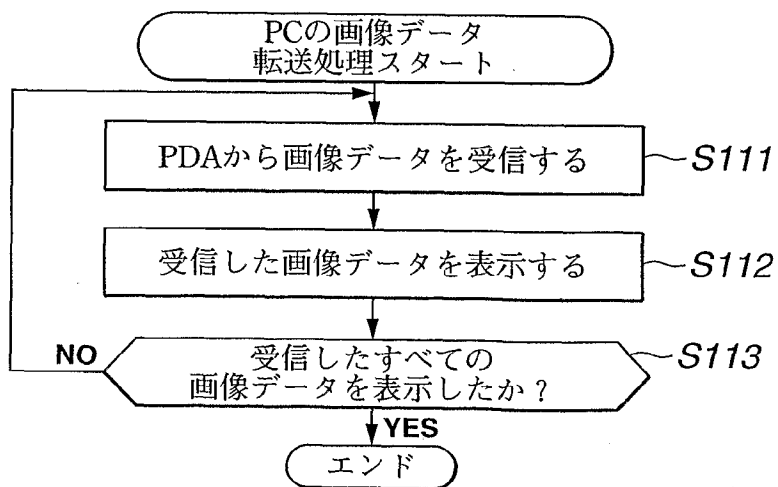 PCの画像データ
転送処理スタート
PDAから画像データを受信する
S111
受信した画像データを表示する
S112
NO
受信したすべての
画像データを表示したか?
S113
YES
エンド